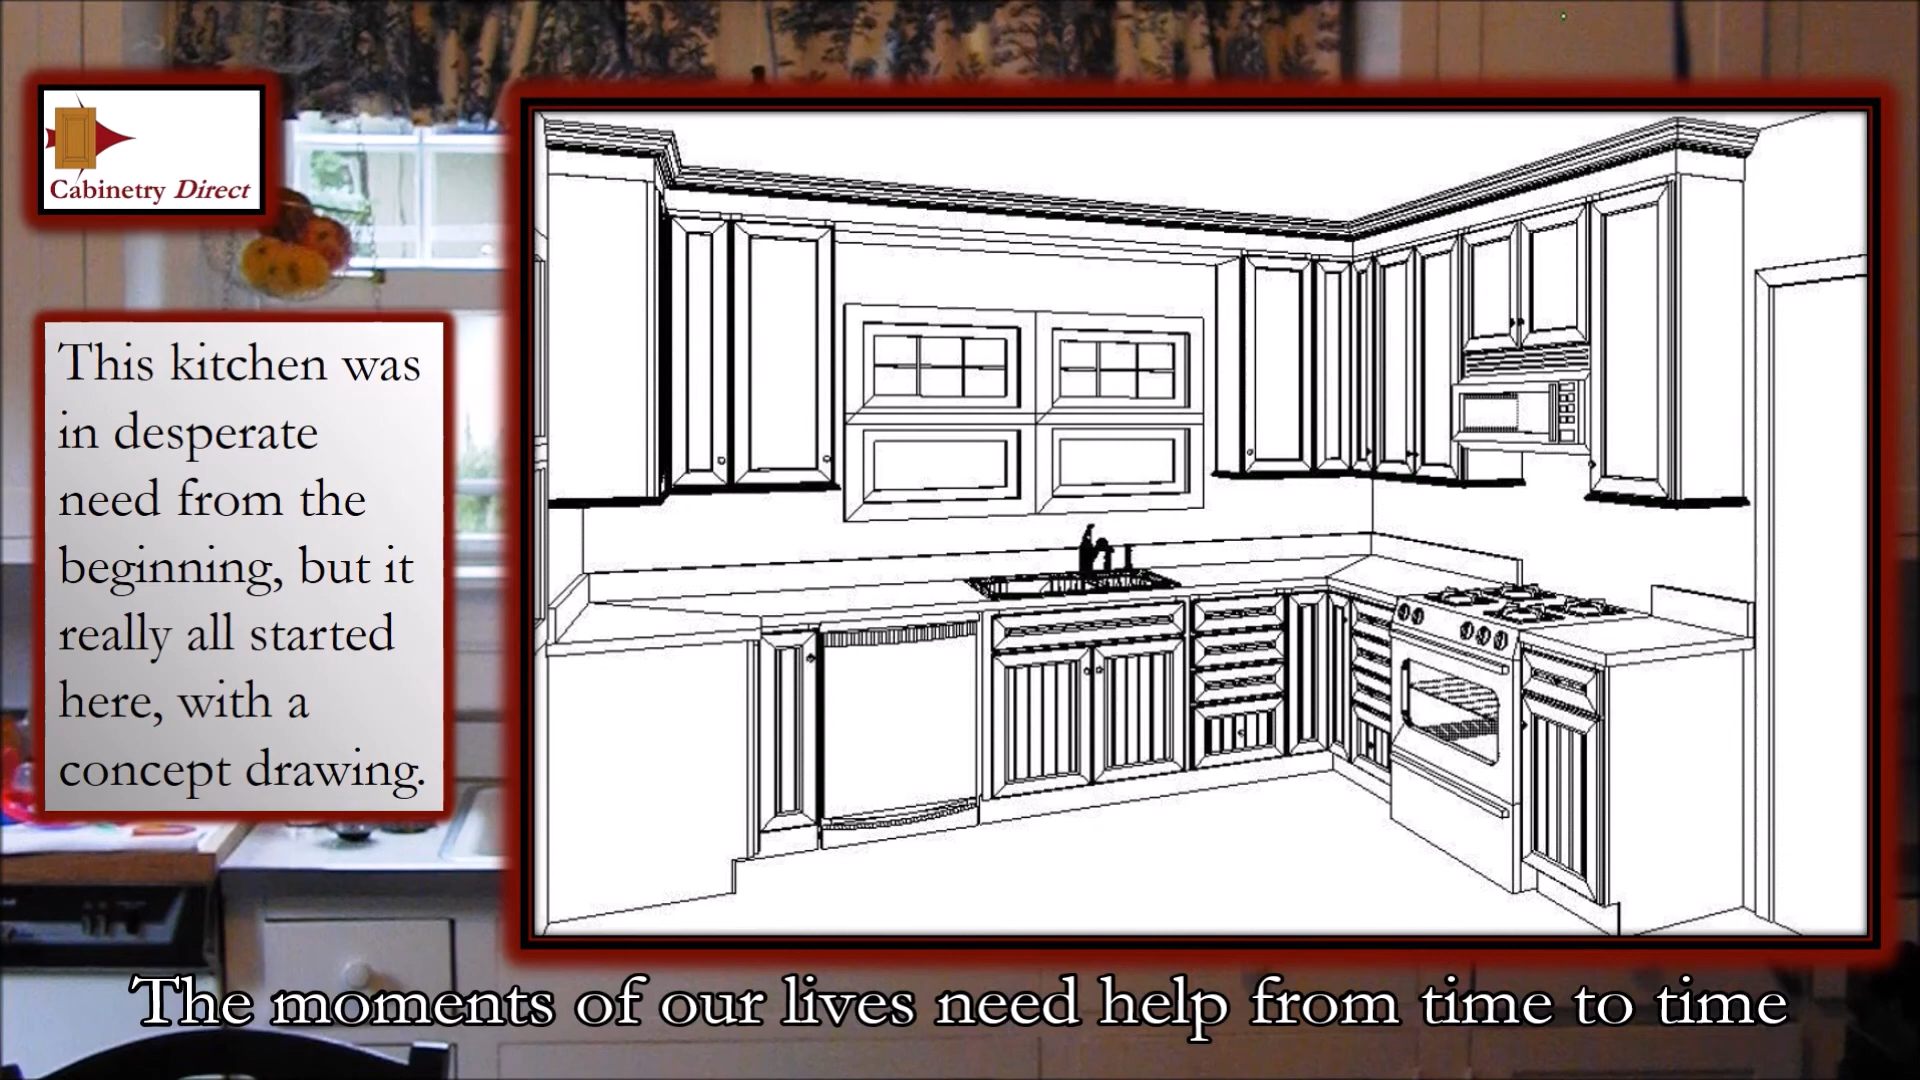 Cabinetry Direct
This kitchen was
in desperate
need from the
beginning, but it
really all started
here, with a
concept drawing.
The moments of our lives need help from time to time